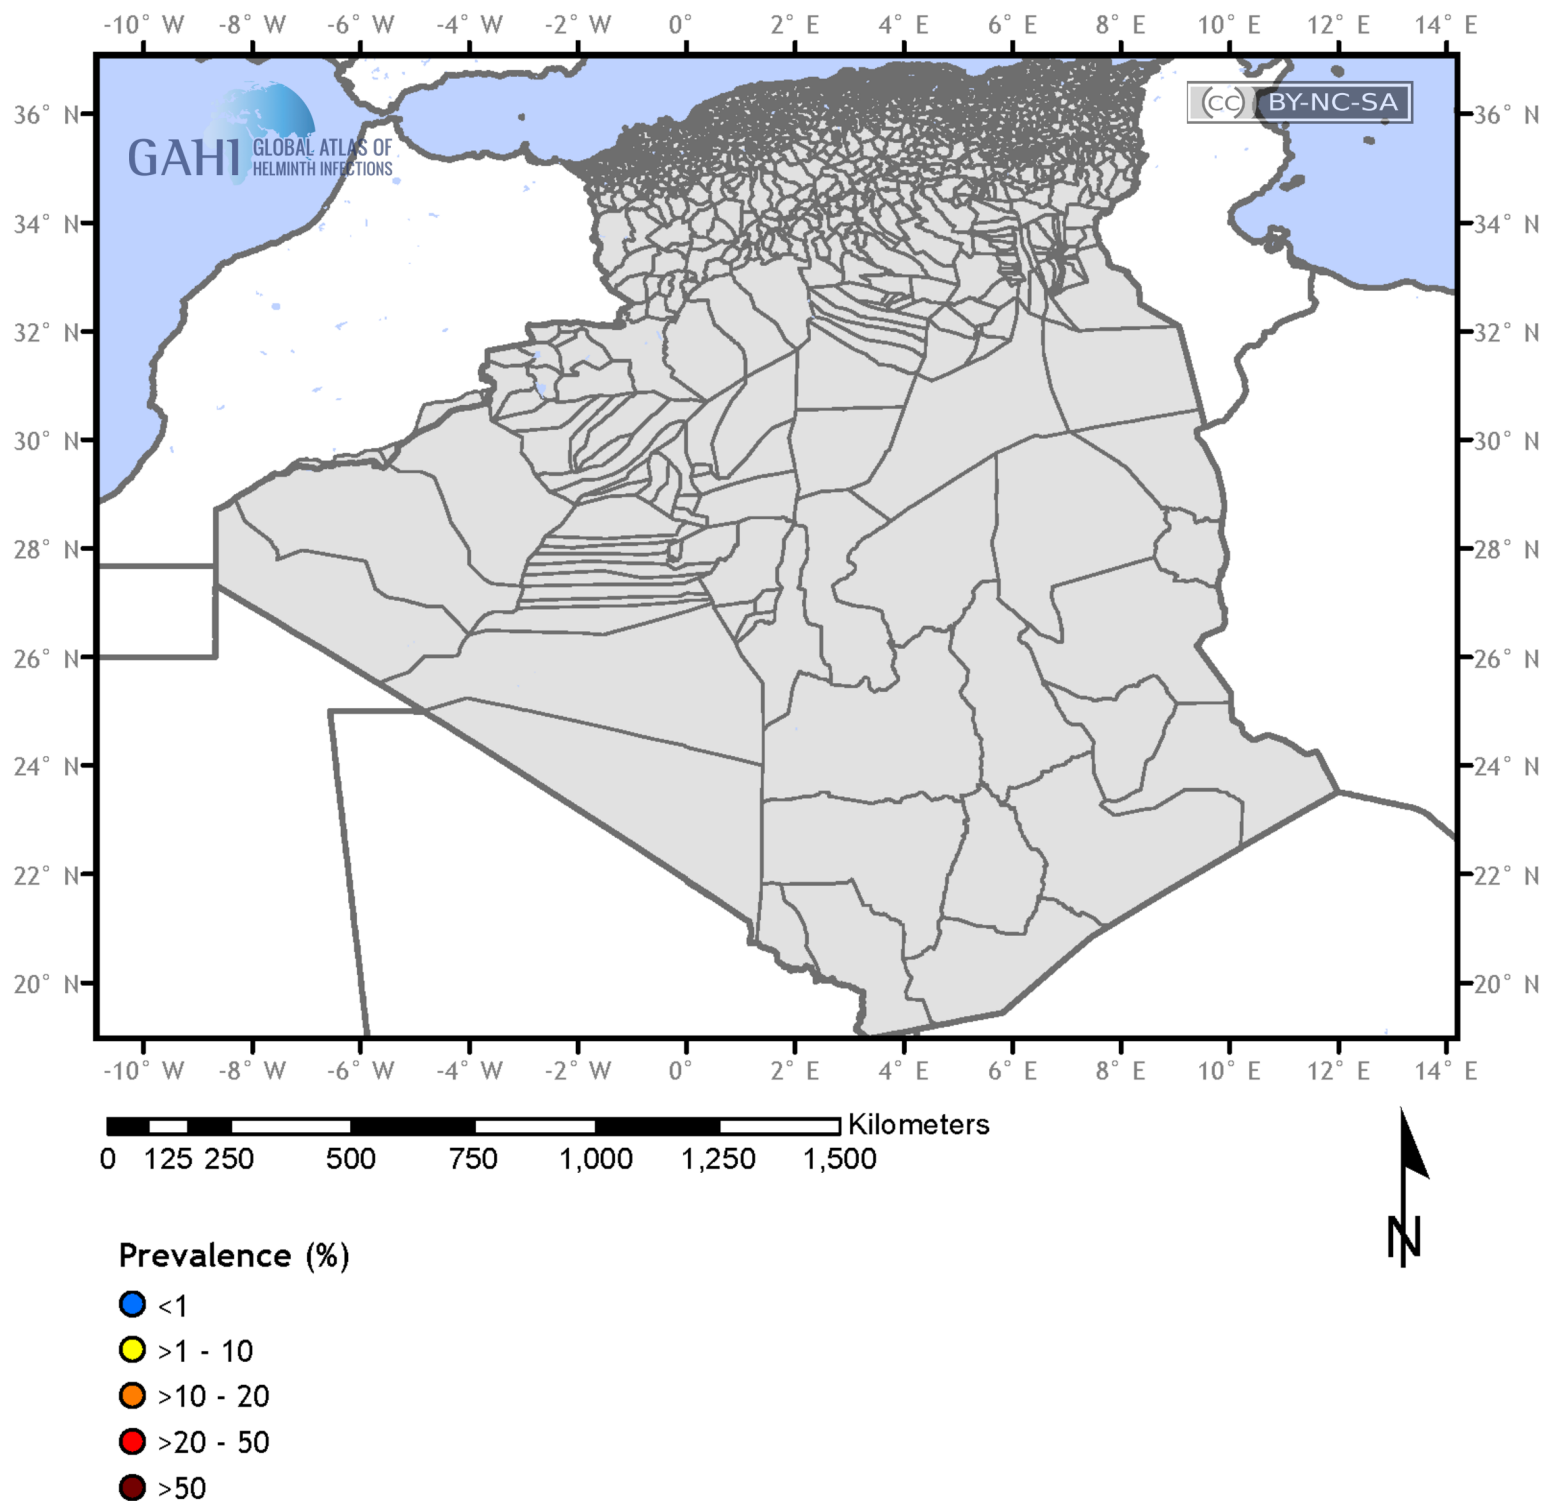 -10° W -8° W -6° W -4° W -2° W 0° 2° E 4° E 6° E 8° E 10° E 12° E 14° E
36° N 36° N
GAHI GLOBAL ATLAS OF
HELMINTH INFECTIONS
(CC) BY-NC-SA
34° N 34° N
32° N 32° N
30° N 30° N
28° N 28° N
26° N 26° N
24° N 24° N
22° N 22° N
20° N 20° N
-10° W -8° W -6° W -4° W -2° W 0° 2° E 4° E 6° E 8° E 10° E 12° E 14° E
Kilometers
0 125 250 500 750 1,000 1,250 1,500
N
Prevalence (%)
<1
>1 - 10
>10 - 20
>20 - 50
>50